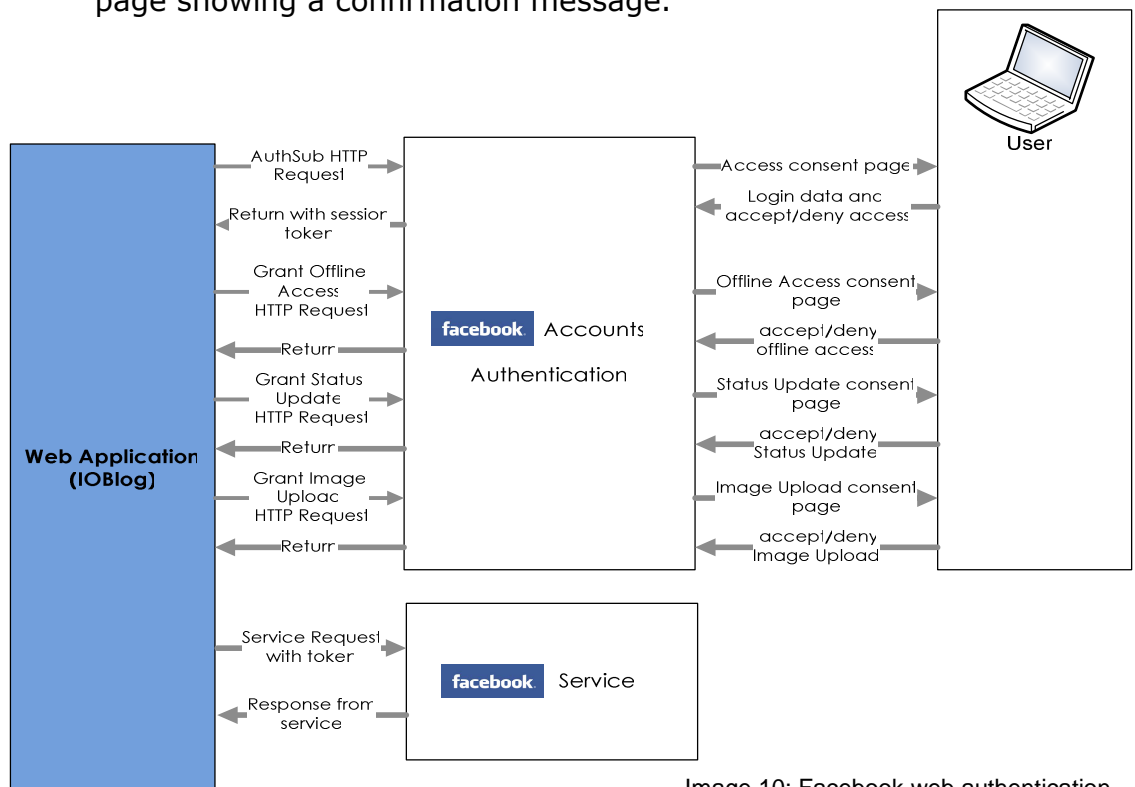 page showing a confirmation message.
User
AuthSub HTTP
Request
Access consent page
Login data and
accept/deny access
Return with session
token
Grant Offline
Access
HTTP Request
Offline Access consent
page
facebook. Accounts
Authentication
Return
accept/deny
offline access
Grant Status
Update
HTTP Request
Status Update consent
page
Return
accept/deny
Status Update
Web Application
(IOBlog)
Grant Image
Upload
HTTP Request
Image Upload consent
page
Return
accept/deny
Image Upload
Service Request
with token
facebook. Service
Response from
service
Image 10: Facebook web authentication